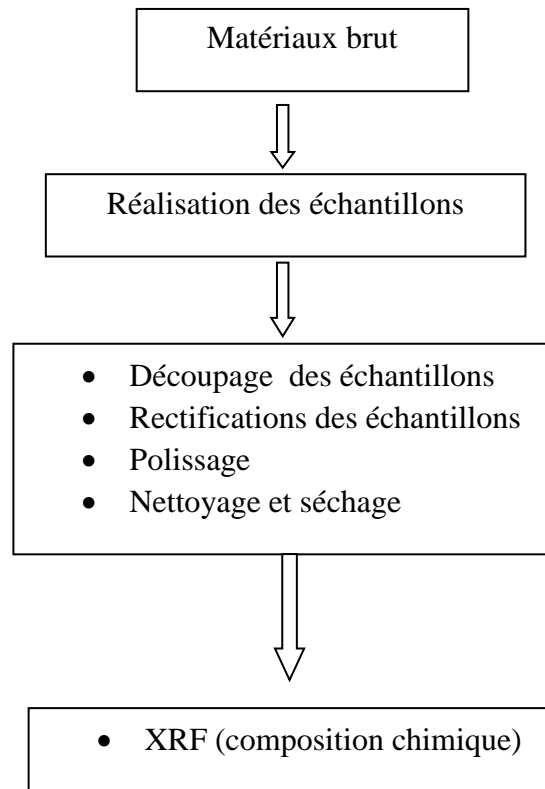 Matériaux brut
Réalisation des échantillons
• Découpage des échantillons
• Rectifications des échantillons
• Polissage
• Nettoyage et séchage
• XRF (composition chimique)